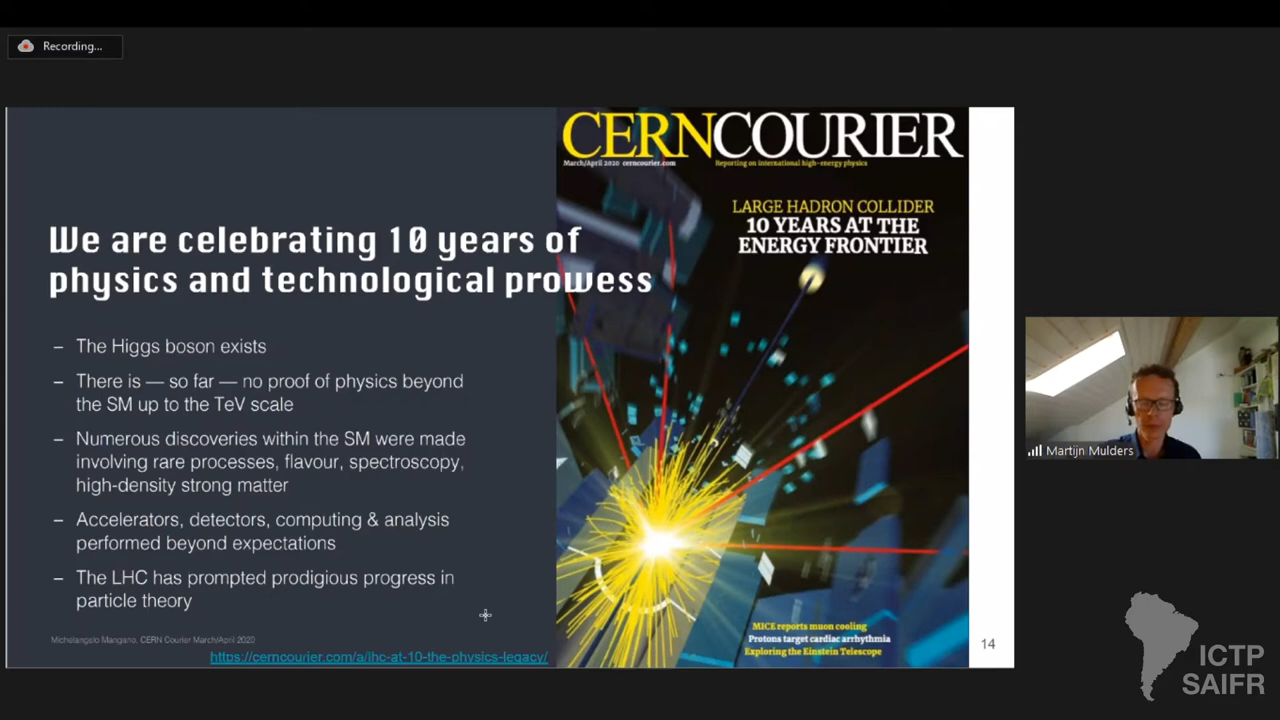 Recording...
We are celebrating 10 years of
physics and technological prowess
– The Higgs boson exists
– There is — so far — no proof of physics beyond
the SM up to the TeV scale
– Numerous discoveries within the SM were made
involving rare processes, flavour, spectroscopy,
high-density strong matter
– Accelerators, detectors, computing & analysis
performed beyond expectations
– The LHC has prompted prodigious progress in
particle theory
Michelangelo Mangano, CERN Courier March/April 2020
https://cerncourier.com/a/lhc-at-10-the-physics-legacy/
CERNCOURIER
March/April 2020 cerncourier.com
Reporting on international high-energy physics
LARGE HADRON COLLIDER
10 YEARS AT THE
ENERGY FRONTIER
MICE reports muon cooling
Protons target cardiac arrhythmia
Exploring the Einstein Telescope
14
Martijn Mulders
ICTP
SAIFR